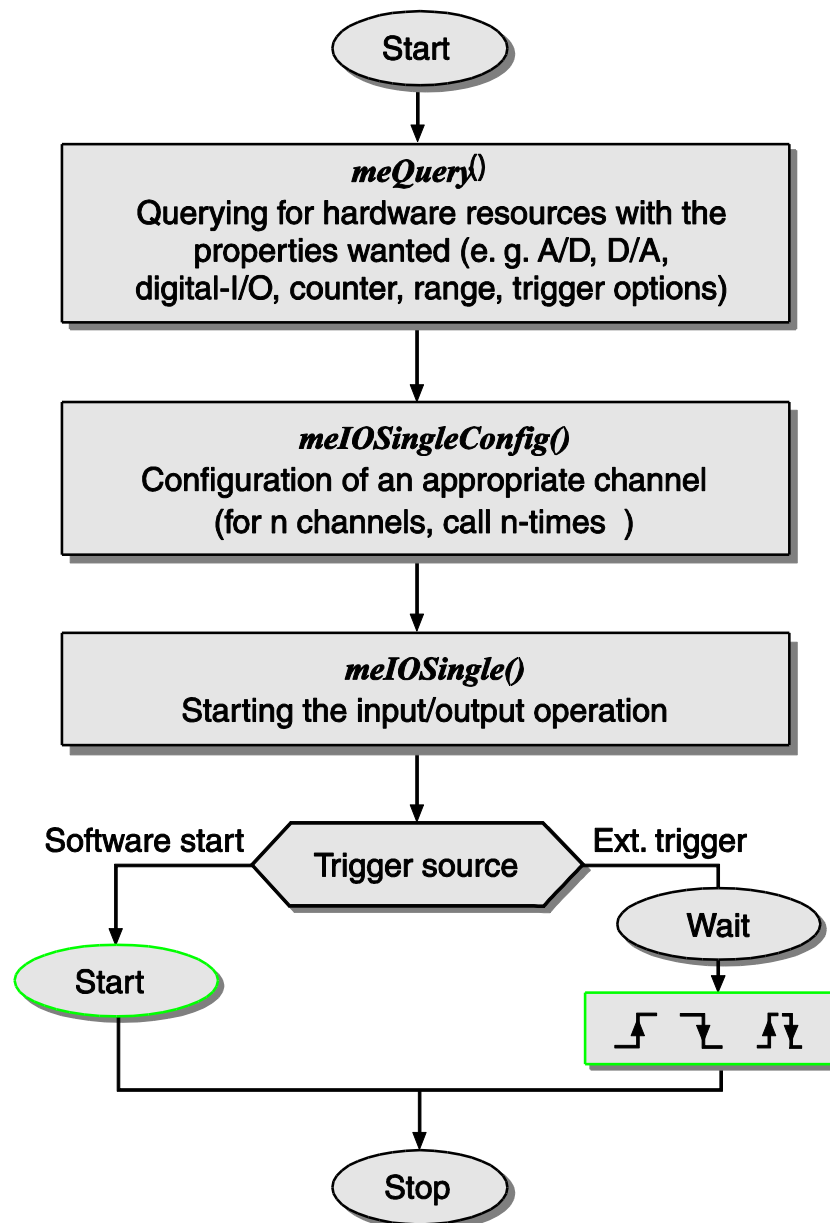 Start
meQuery()
Querying for hardware resources with the
properties wanted (e. g. A/D, D/A,
digital-I/O, counter, range, trigger options)
meIOSingleConfig()
Configuration of an appropriate channel
(for n channels, call n-times  )
meIOSingle()
Starting the input/output operation
Software start
Trigger source
Ext. trigger
Wait
Start
Stop